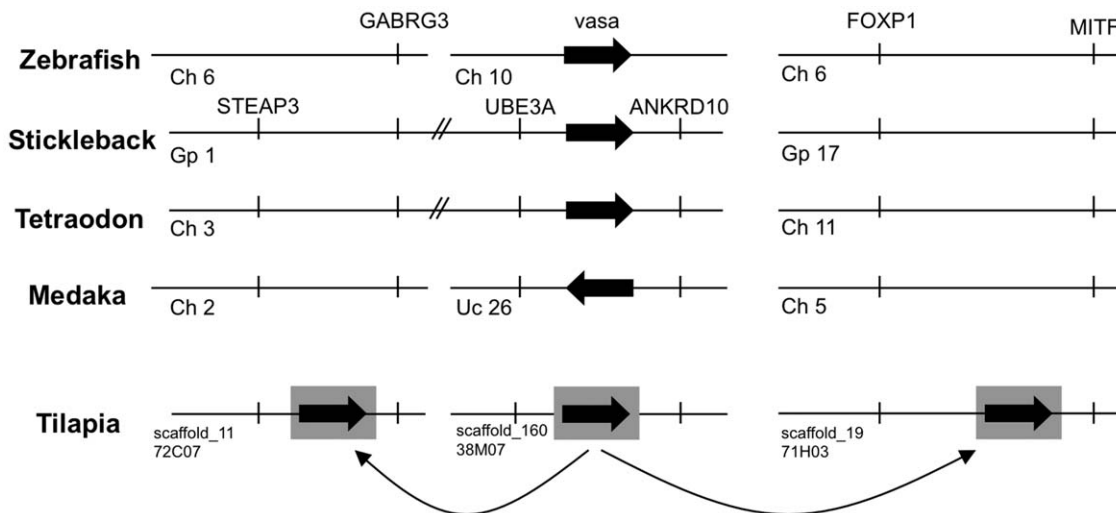 GABRG3 vasa FOXP1 MITF
Zebrafish
Ch 6 Ch 10 Ch 6
STEAP3 UBE3A ANKRD10
Stickleback
Gp 1 Gp 17
Tetraodon
Ch 3 Ch 11
Medaka
Ch 2 Uc 26 Ch 5
Tilapia
scaffold_11 scaffold_160 scaffold_19
72C07 38M07 71H03